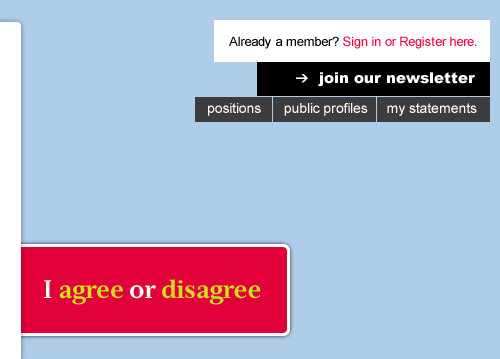 Already a member? Sign in or Register here.
→ join our newsletter
positions public profiles my statements
I agree or disagree